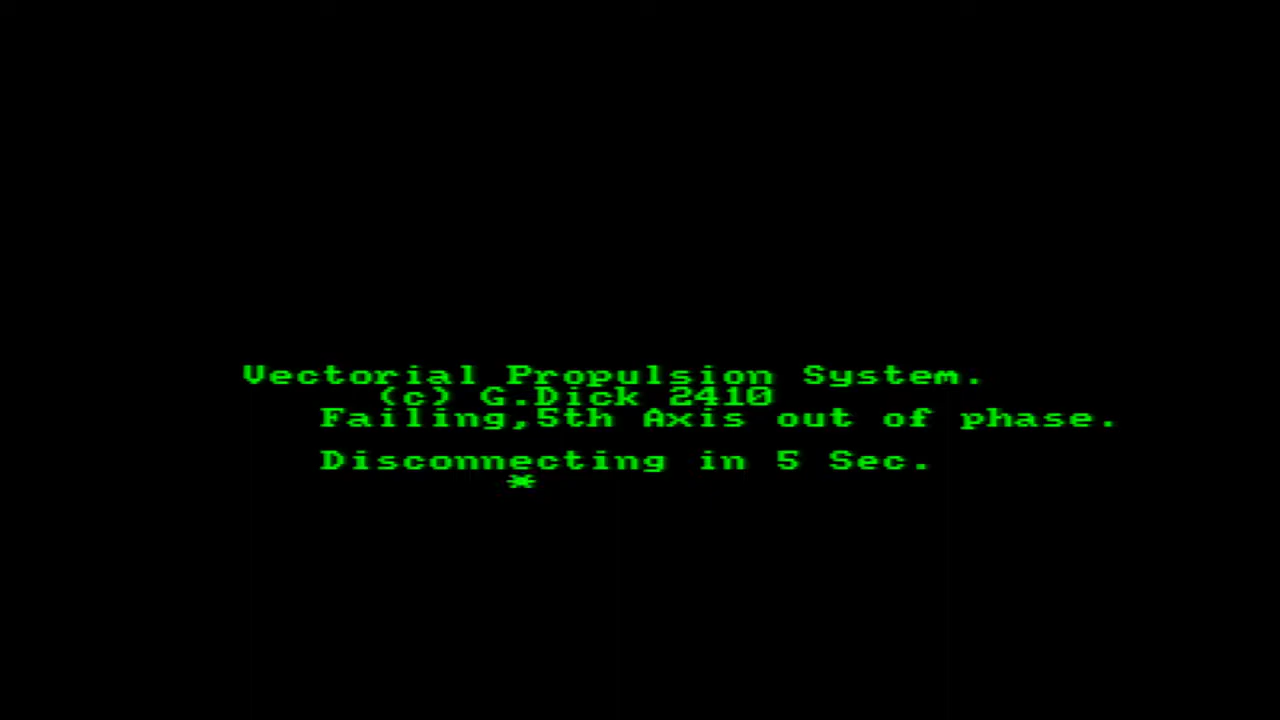 Vectorial Propulsion System.
(c) G.Dick 2410
Failing,5th Axis out of phase.
Disconnecting in 5 Sec.
*